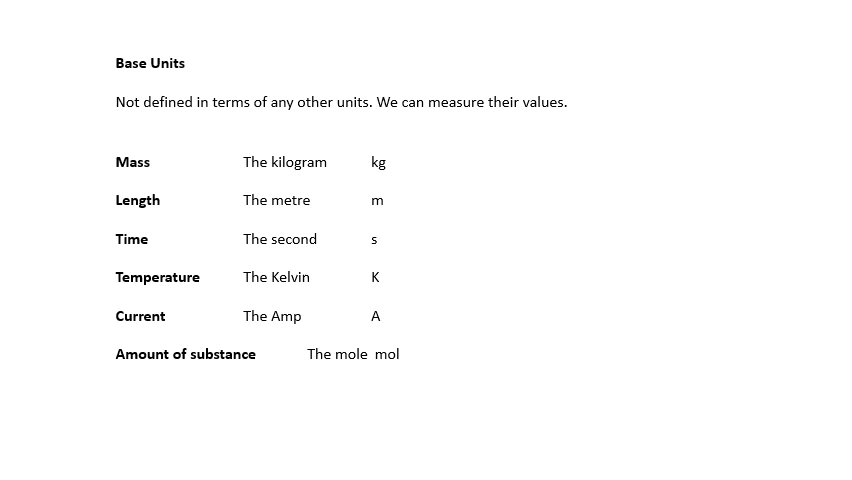 Base Units
Not defined in terms of any other units. We can measure their values.
Mass The kilogram kg
Length The metre m
Time The second s
Temperature The Kelvin K
Current The Amp A
Amount of substance The mole mol